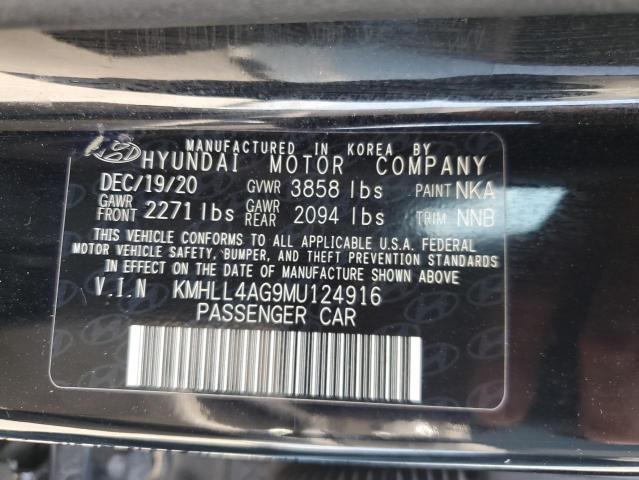 MANUFACTURED IN KOREA BY
HYUNDAI MOTOR COMPANY
DEC/19/20 GVWR 3858 lbs PAINT NKA
GAWR FRONT 2271 lbs GAWR REAR 2094 lbs TRIM NNB
THIS VEHICLE CONFORMS TO ALL APPLICABLE U.S.A. FEDERAL
MOTOR VEHICLE SAFETY, BUMPER, AND THEFT PREVENTION STANDARDS
IN EFFECT ON THE DATE OF MANUFACTURE SHOWN ABOVE.
V.I.N KMHLL4AG9MU124916
PASSENGER CAR